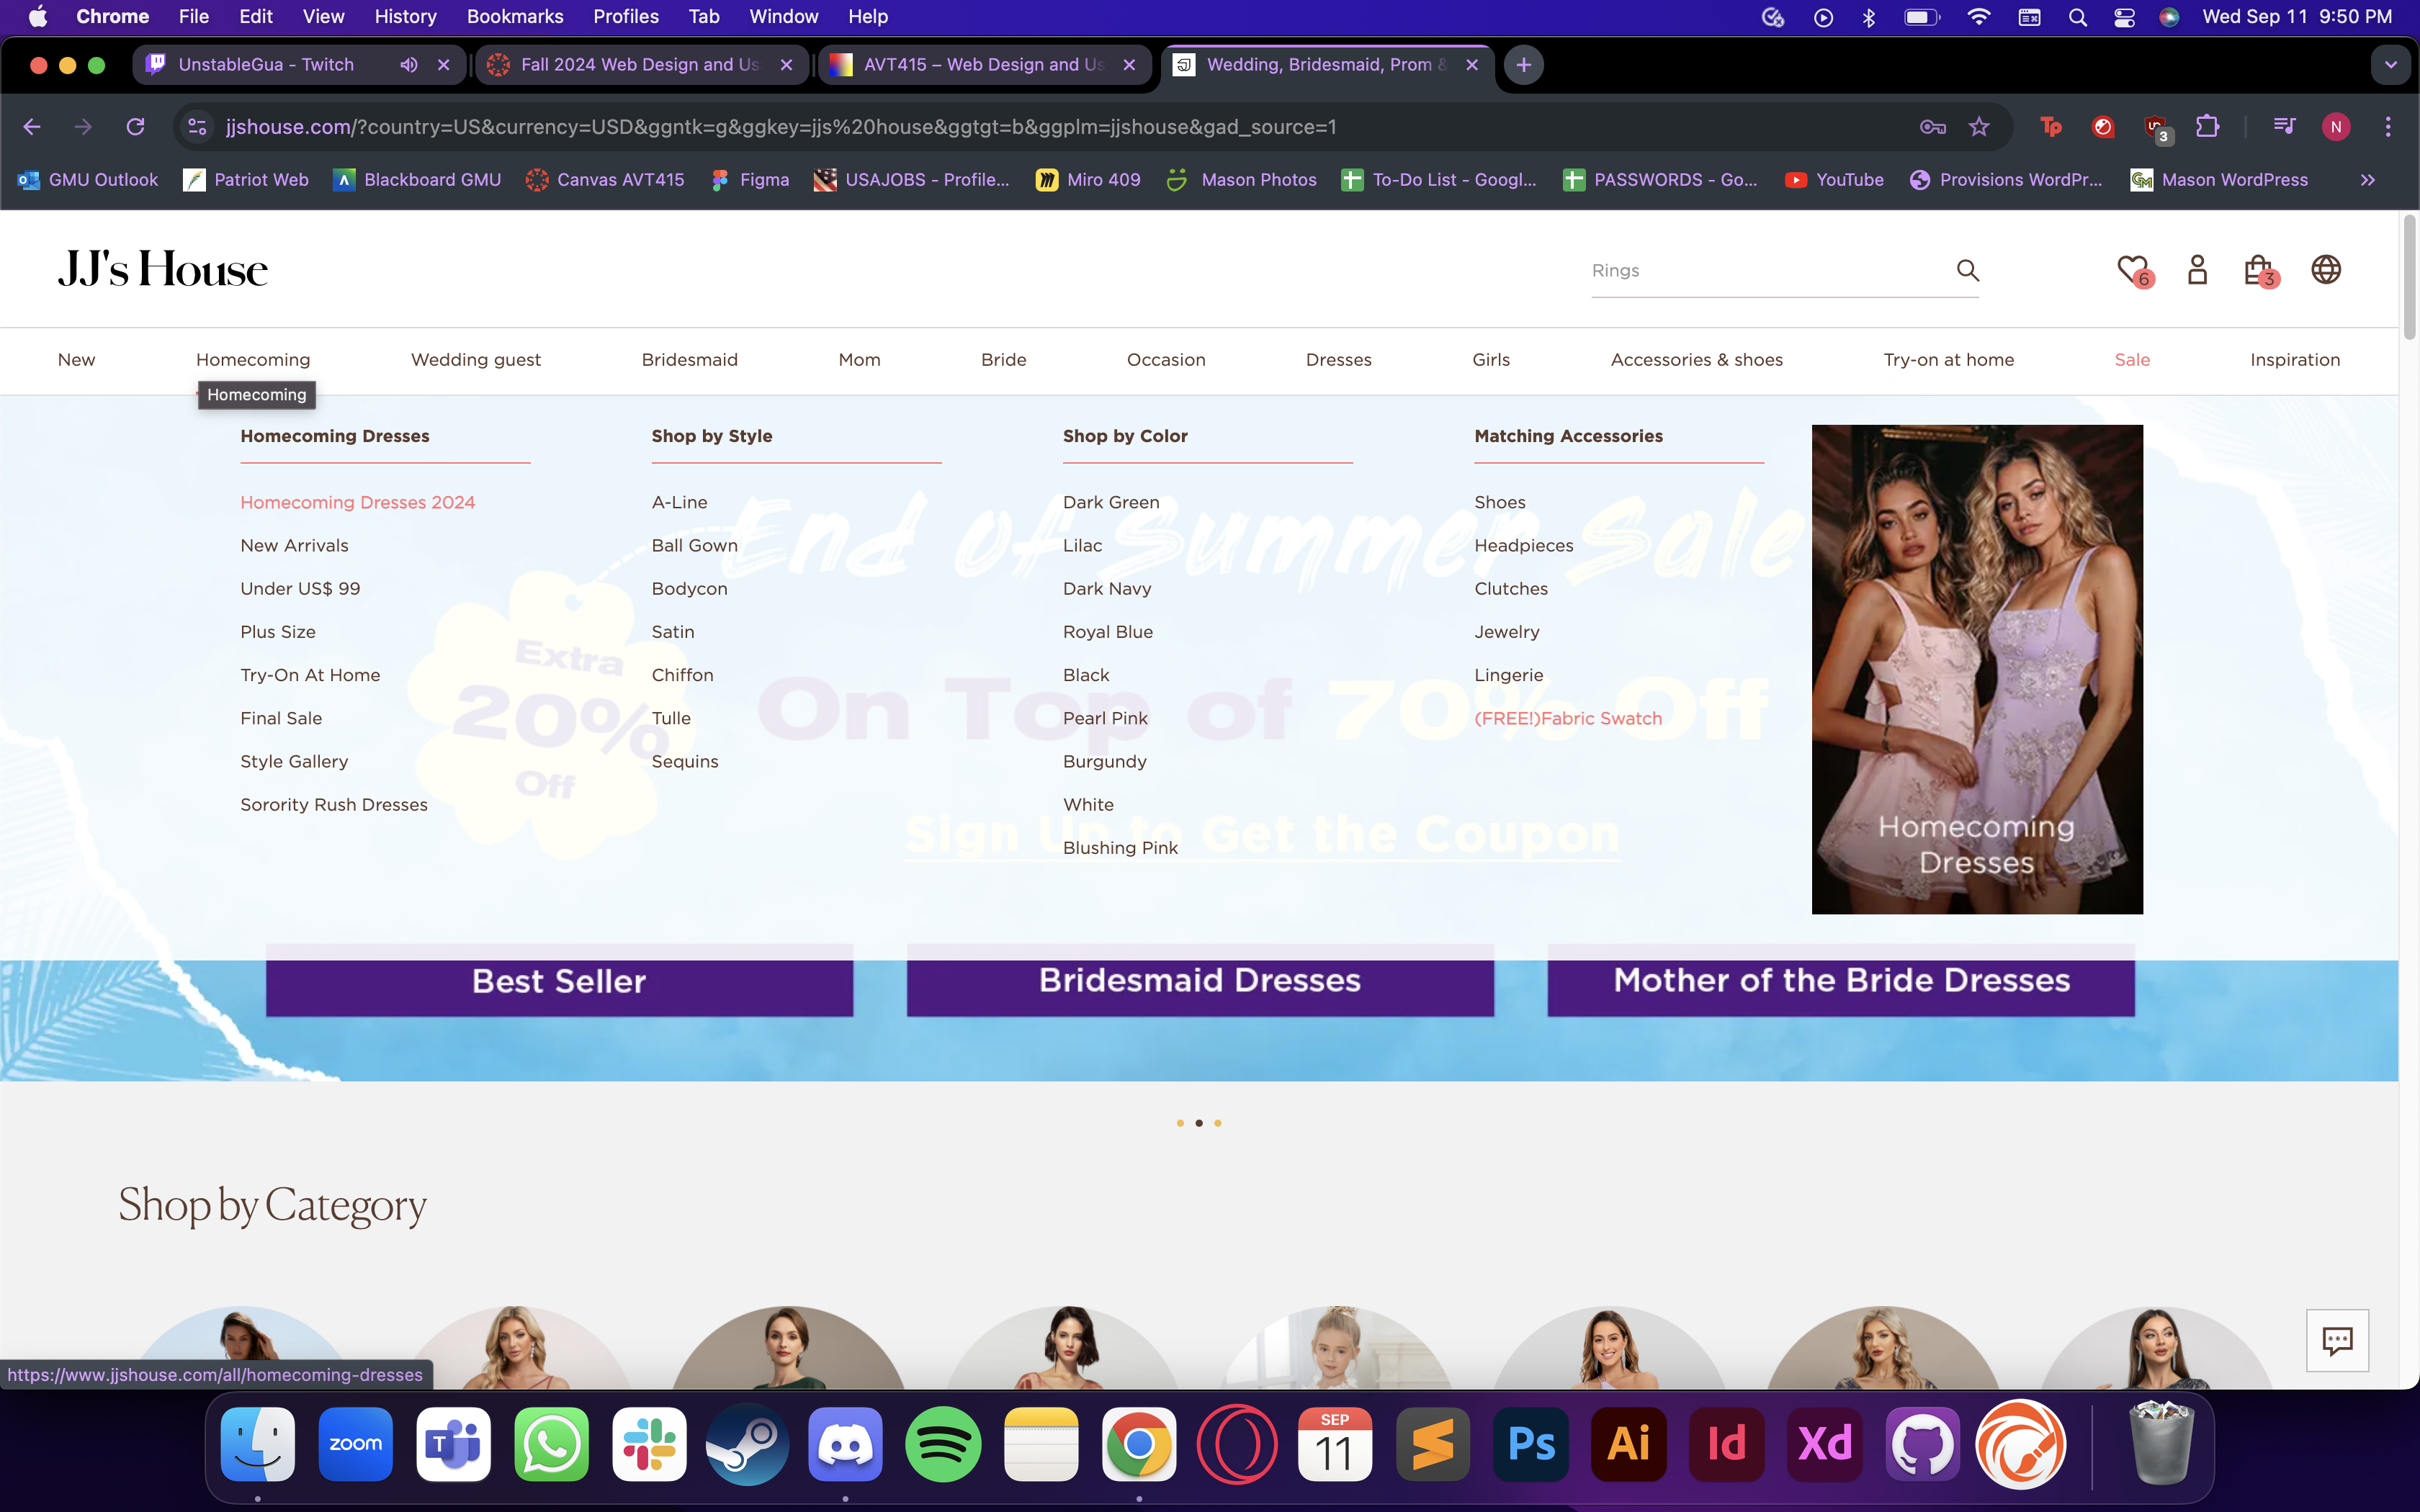 Chrome File Edit View History Bookmarks Profiles Tab Window Help Wed Sep 11 9:50 PM
UnstableGua - Twitch Fall 2024 Web Design and Us AVT415 – Web Design and Us Wedding, Bridesmaid, Prom &
jjshouse.com/?country=US&currency=USD&ggntk=g&ggkey=jjs%20house&ggtgt=b&ggplm=jjshouse&gad_source=1
Tp
3
N
GMU Outlook Patriot Web Blackboard GMU Canvas AVT415 Figma USAJOBS - Profile... Miro 409 Mason Photos To-Do List - Googl... PASSWORDS - Go... YouTube Provisions WordPr... Mason WordPress
JJ's House
Rings
6
3
New Homecoming Wedding guest Bridesmaid Mom Bride Occasion Dresses Girls Accessories & shoes Try-on at home Sale Inspiration
Homecoming
Homecoming Dresses
Homecoming Dresses 2024
New Arrivals
Under US$ 99
Plus Size
Try-On At Home
Final Sale
Style Gallery
Sorority Rush Dresses
Shop by Style
A-Line
Ball Gown
Bodycon
Satin
Chiffon
Tulle
Sequins
Shop by Color
Dark Green
Lilac
Dark Navy
Royal Blue
Black
Pearl Pink
Burgundy
White
Blushing Pink
Matching Accessories
Shoes
Headpieces
Clutches
Jewelry
Lingerie
(FREE!)Fabric Swatch
Homecoming
Dresses
End of Summer Sale
Extra
20%
Off
On Top of 70% Off
Sign Up to Get the Coupon
Best Seller
Bridesmaid Dresses
Mother of the Bride Dresses
Shop by Category
https://www.jjshouse.com/all/homecoming-dresses
zoom
T
SEP
11
Ps
Ai
Id
Xd